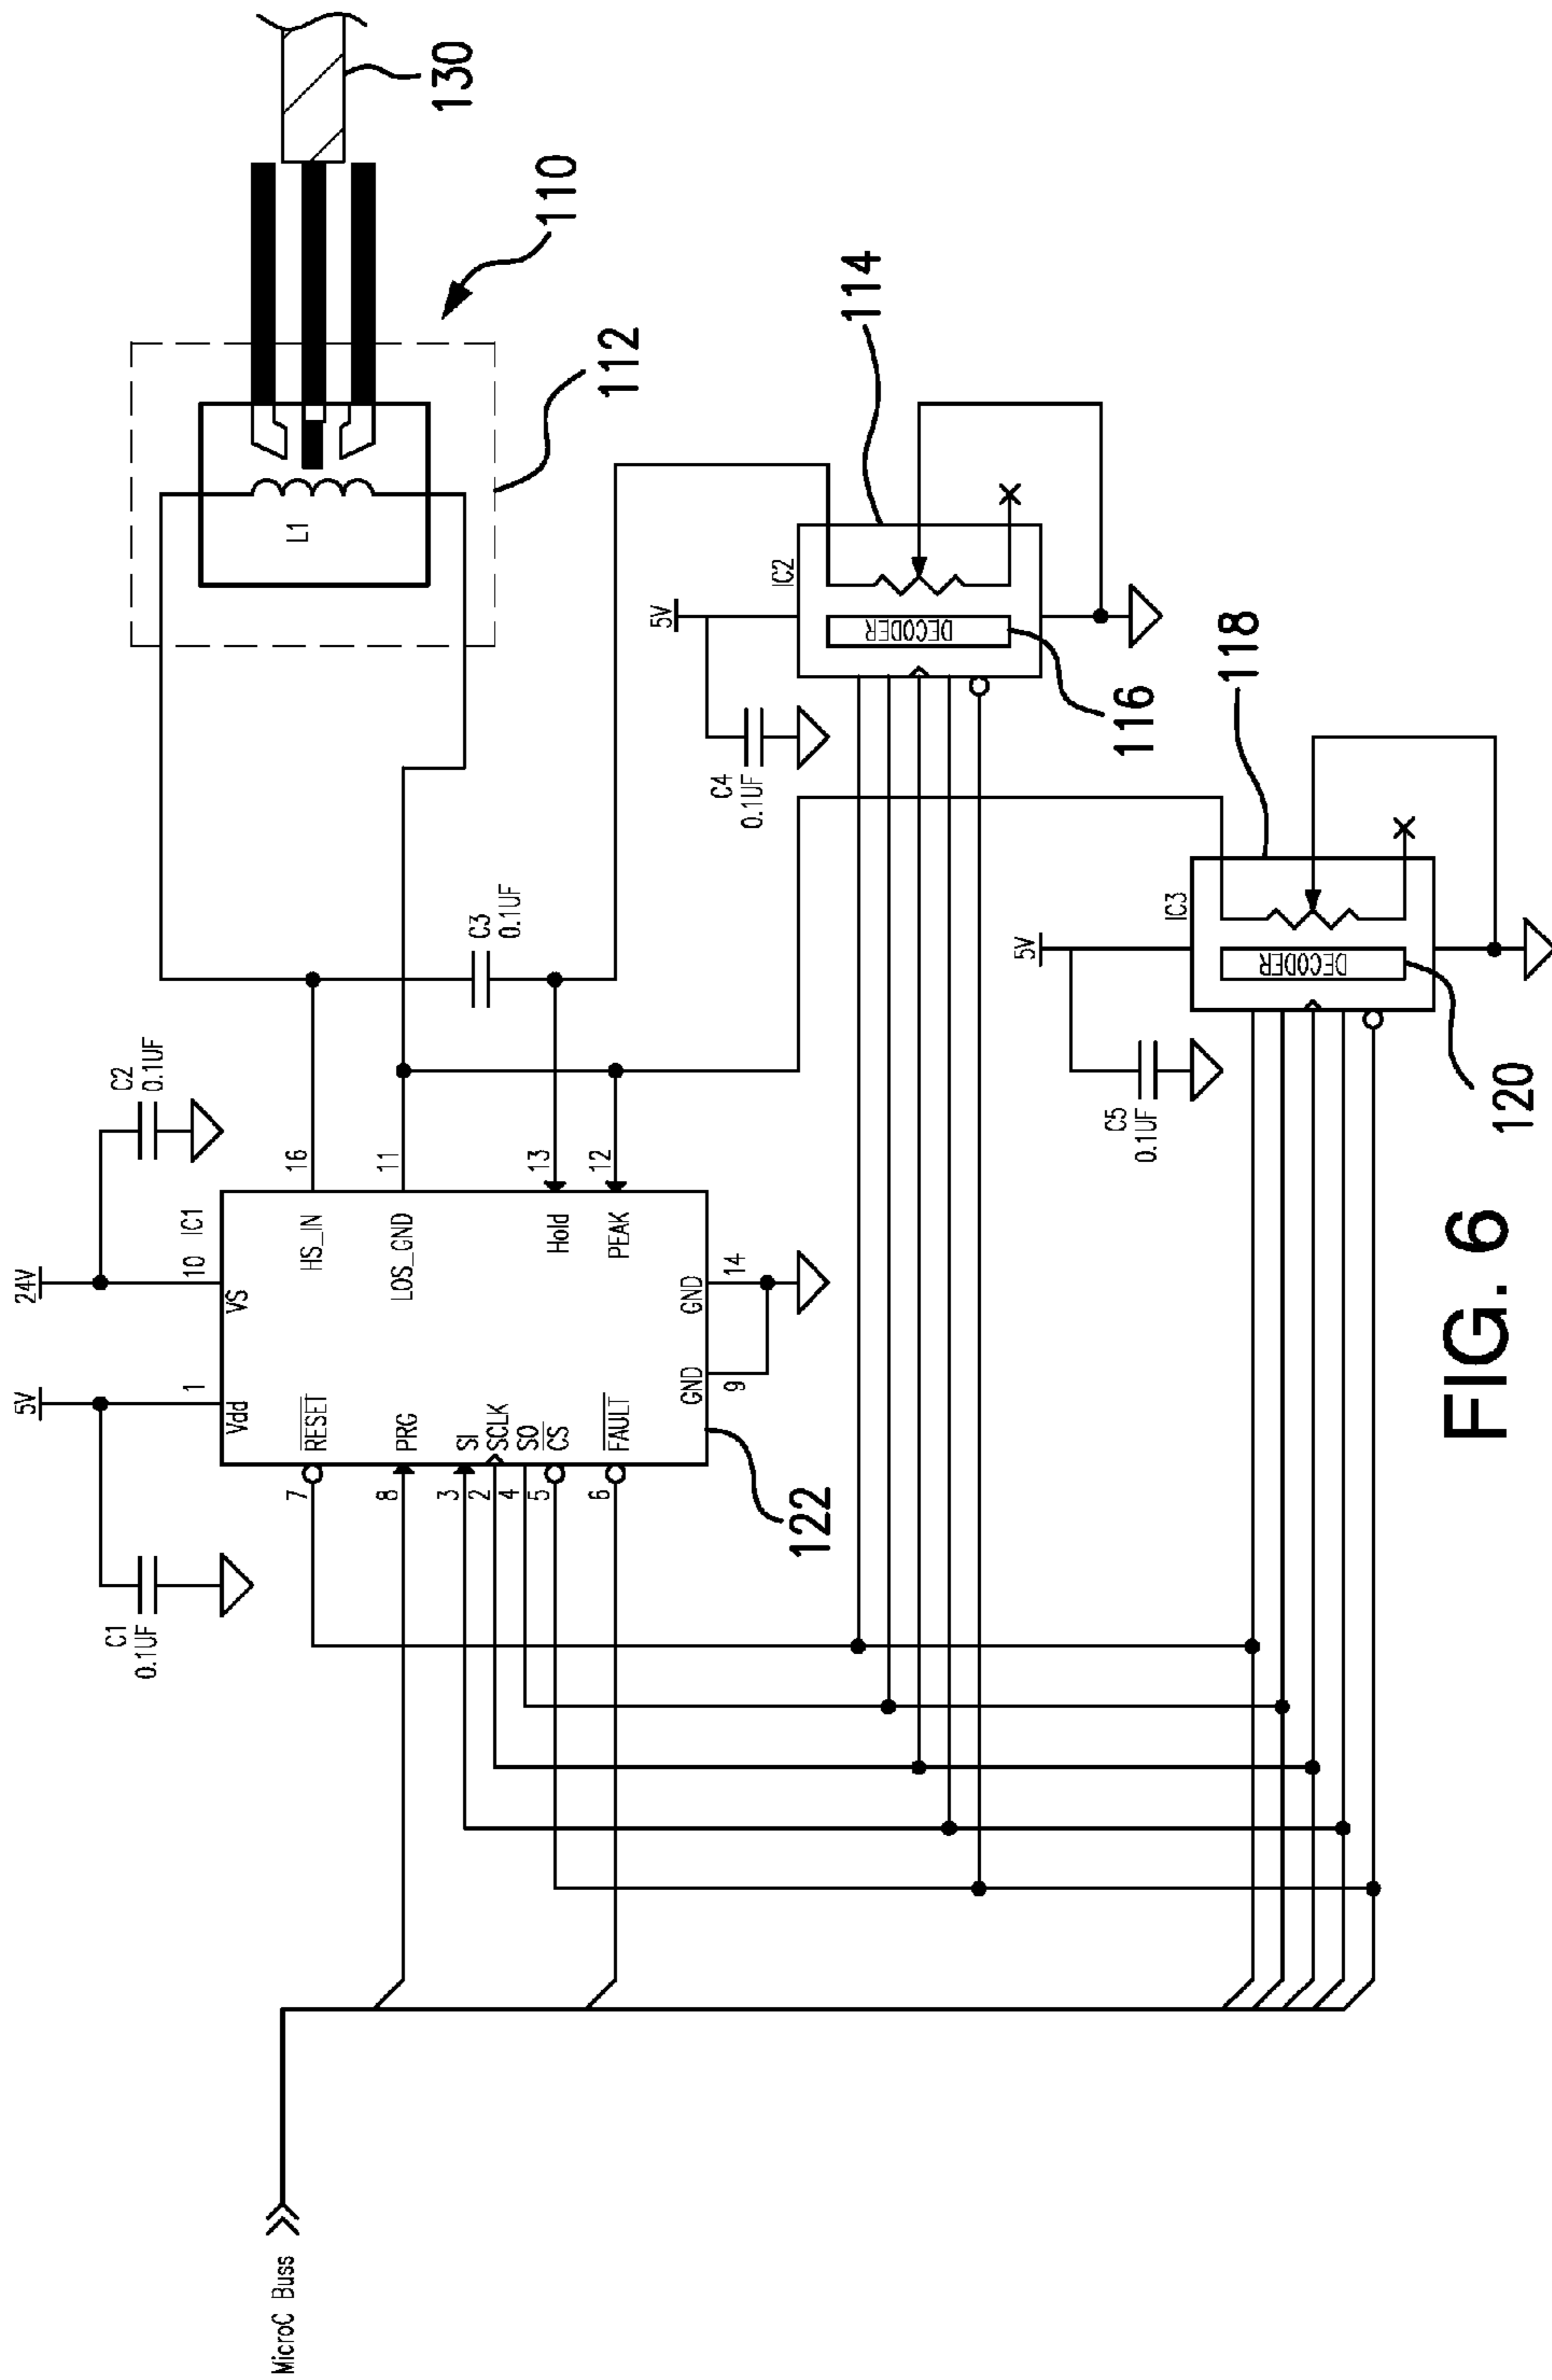 MicroC Buss
5V
24V
C1
0.1UF
C2
0.1UF
1
10
IC1
Vdd
VS
7
RESET
8
PRG
3
SI
2
SCLK
4
SO
5
CS
6
FAULT
HS_IN
16
LOS_GND
11
Hold
13
PEAK
12
GND
9
GND
14
122
C3
0.1UF
L1
112
110
130
5V
C4
0.1UF
IC2
DECODER
114
116
5V
C5
0.1UF
IC3
DECODER
118
120
FIG. 6